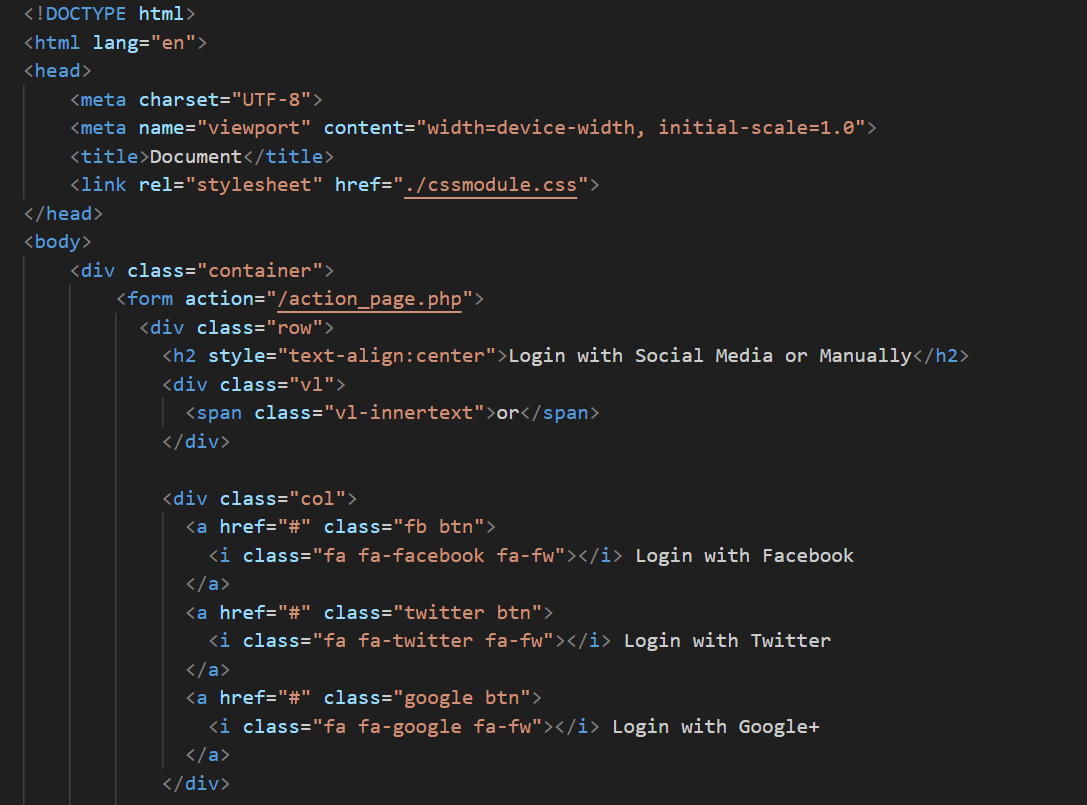 <!DOCTYPE html>
<html lang="en">
<head>
    <meta charset="UTF-8">
    <meta name="viewport" content="width=device-width, initial-scale=1.0">
    <title>Document</title>
    <link rel="stylesheet" href="./cssmodule.css">
</head>
<body>
    <div class="container">
        <form action="/action_page.php">
          <div class="row">
            <h2 style="text-align:center">Login with Social Media or Manually</h2>
            <div class="vl">
              <span class="vl-innertext">or</span>
            </div>

            <div class="col">
              <a href="#" class="fb btn">
                <i class="fa fa-facebook fa-fw"></i> Login with Facebook
              </a>
              <a href="#" class="twitter btn">
                <i class="fa fa-twitter fa-fw"></i> Login with Twitter
              </a>
              <a href="#" class="google btn">
                <i class="fa fa-google fa-fw"></i> Login with Google+
              </a>
            </div>